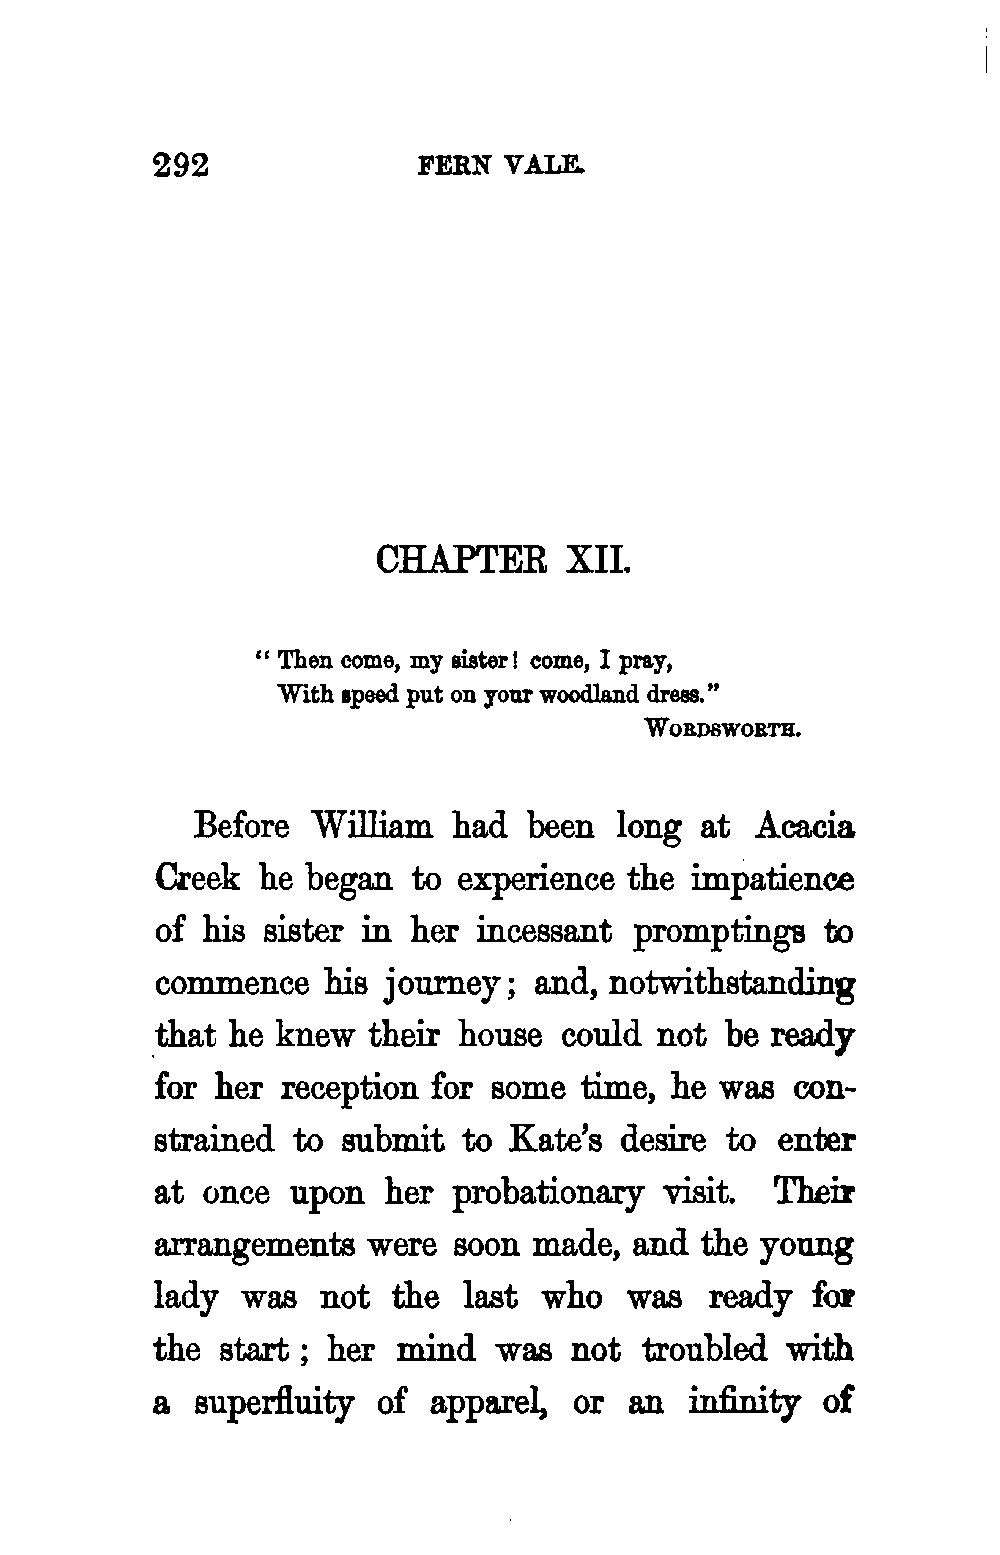 292 FERN VALE.
CHAPTER XII.
" Then come, my sister! come, I pray,
With speed put on your woodland dress."
WORDSWORTH.
Before William had been long at Acacia
Creek he began to experience the impatience
of his sister in her incessant promptings to
commence his journey; and, notwithstanding
that he knew their house could not be ready
for her reception for some time, he was con-
strained to submit to Kate's desire to enter
at once upon her probationary visit. Their
arrangements were soon made, and the young
lady was not the last who was ready for
the start; her mind was not troubled with
a superfluity of apparel, or an infinity of